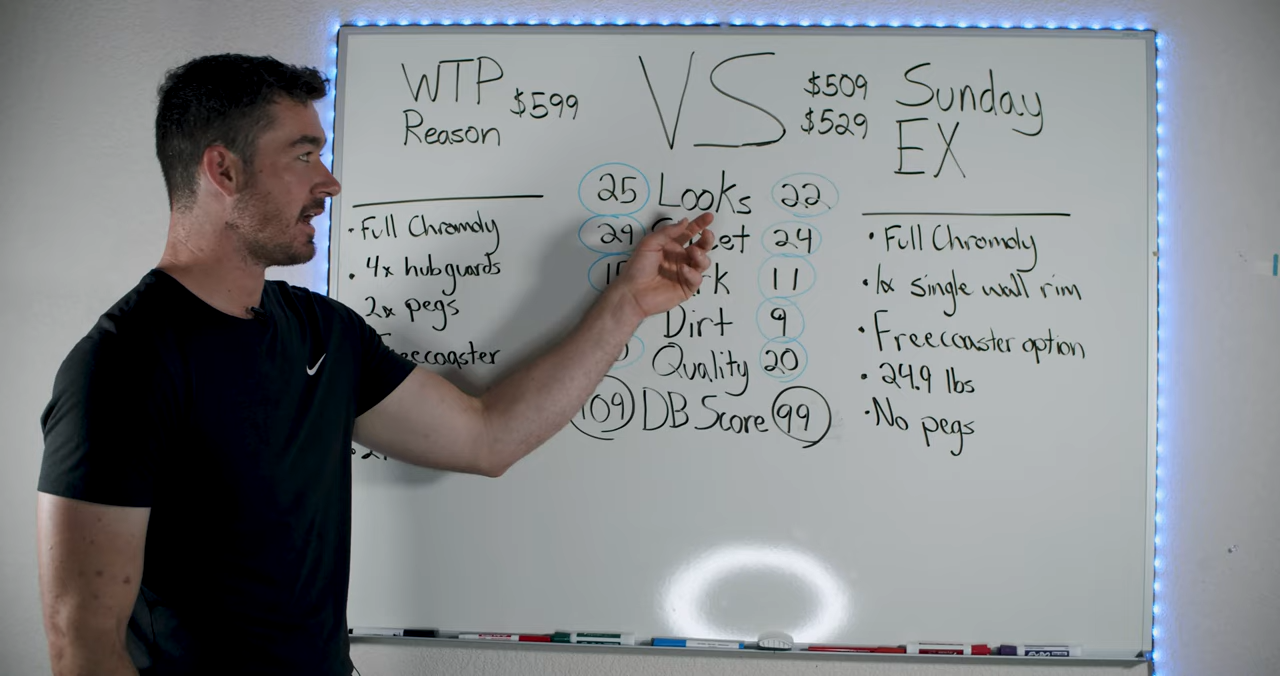 WTP
Reason
$599
VS
$509
$529
Sunday
EX
25 Looks 22
29 24
11
Dirt 9
Quality 20
109 DB Score 99
• Full Chromoly
• 4x hubguards
2x pegs
• Full Chromoly
• 1x single wall rim
• Freecoaster option
• 24.9 lbs
• No pegs